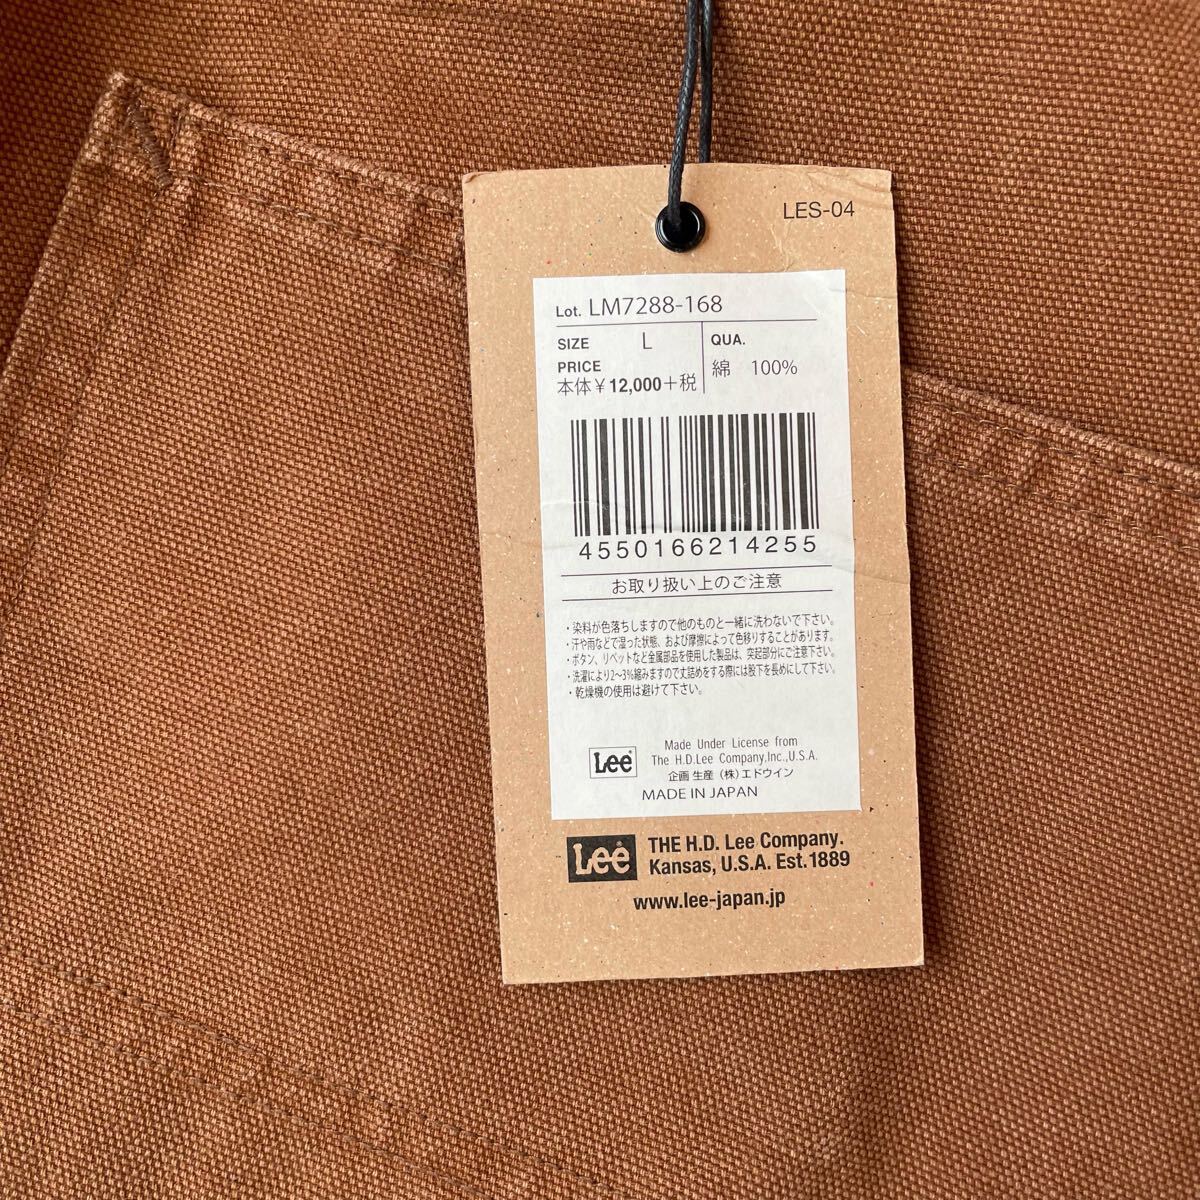 LES-04
Lot. LM7288-168
SIZE L
QUA.
PRICE
本体¥12,000+税
綿 100%
4550166214255
お取り扱い上のご注意
・染料が色落ちしますので他のものと一緒に洗わないで下さい。
・汗や雨などで湿った状態、および摩擦によって色移りすることがあります。
・ボタン、リベットなど金属部品を使用した製品は、突起部分にご注意下さい。
・洗濯により2〜3%縮みますので丈詰めをする際には股下を長めにして下さい。
・乾燥機の使用は避けて下さい。
Lee
Made Under License from
The H.D.Lee Company,Inc.,U.S.A.
企画 生産 (株)エドウイン
MADE IN JAPAN
Lee
THE H.D. Lee Company.
Kansas, U.S.A. Est.1889
www.lee-japan.jp